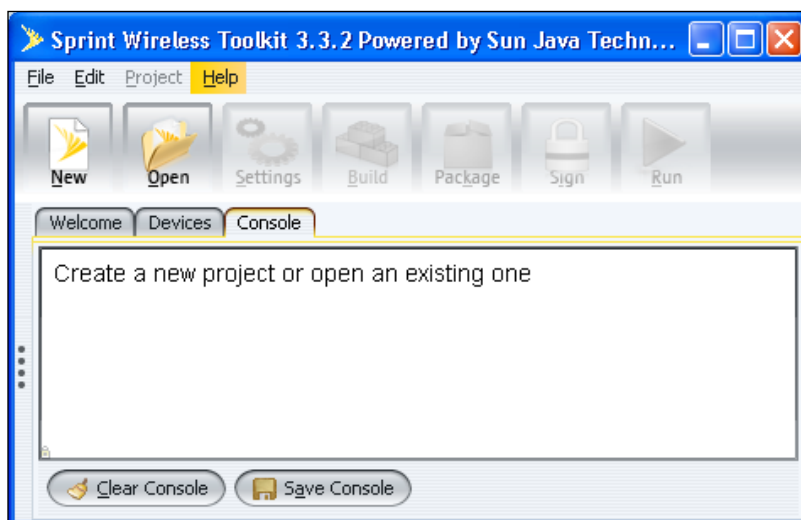 Sprint Wireless Toolkit 3.3.2 Powered by Sun Java Techn...
File Edit Project Help
New Open Settings Build Package Sign Run
Welcome Devices Console
Create a new project or open an existing one
Clear Console Save Console